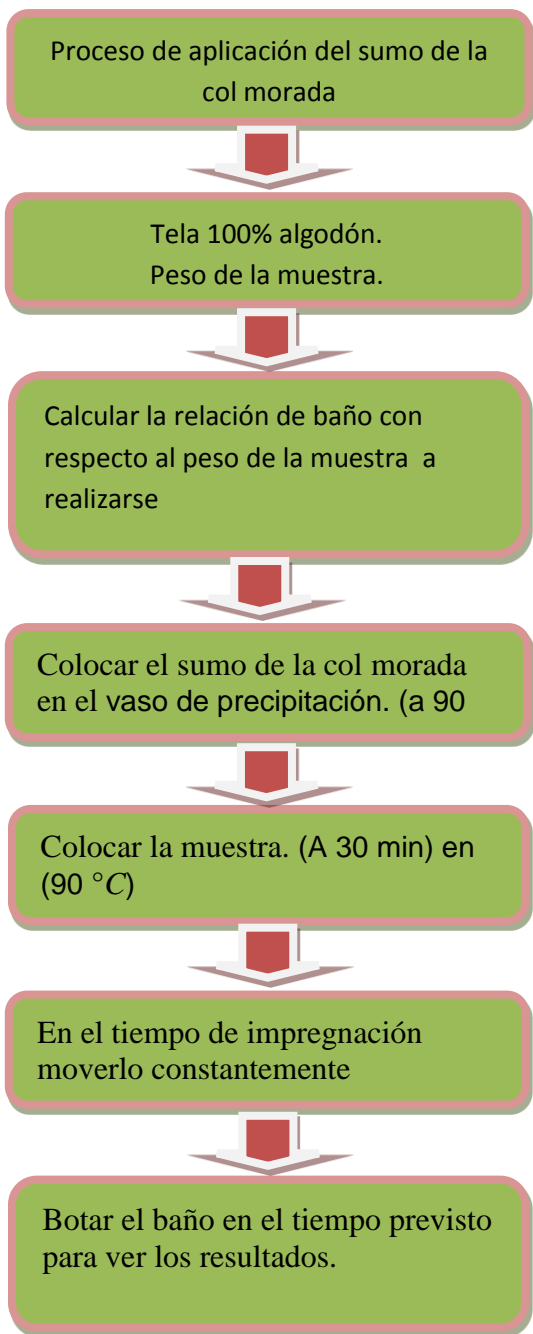 Proceso de aplicación del sumo de la
col morada
Tela 100% algodón.
Peso de la muestra.
Calcular la relación de baño con
respecto al peso de la muestra a
realizarse
Colocar el sumo de la col morada
en el vaso de precipitación. (a 90
Colocar la muestra. (A 30 min) en
(90 °C)
En el tiempo de impregnación
moverlo constantemente
Botar el baño en el tiempo previsto
para ver los resultados.